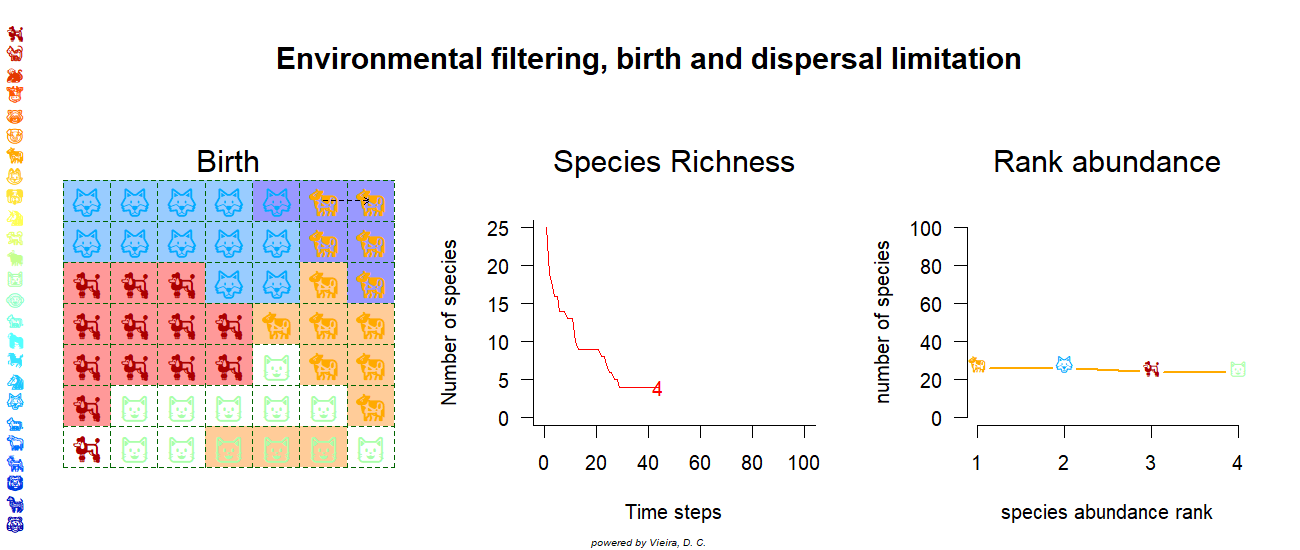 Environmental filtering, birth and dispersal limitation
Birth
Species Richness
Rank abundance
Number of species
25
20
15
10
5
0
4
0 20 40 60 80 100
Time steps
number of species
100
80
60
40
20
0
1 2 3 4
species abundance rank
powered by Vieira, D. C.